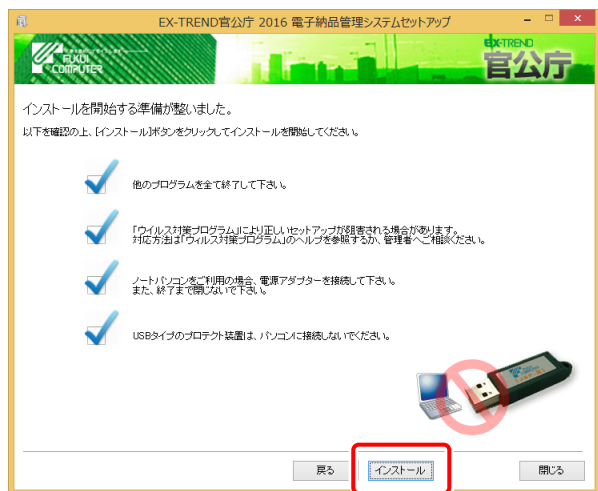 EX-TREND官公庁 2016 電子納品管理システムセットアップ
FUKUI
COMPUTER
EX-TREND
官公庁
インストールを開始する準備が整いました。
以下を確認の上、[インストール]ボタンをクリックしてインストールを開始してください。
他のプログラムを全て終了して下さい。
「ウイルス対策プログラム」により正しいセットアップが阻害される場合があります。
対応方法は「ウィルス対策プログラム」のヘルプを参照するか、管理者へご相談ください。
ノートパソコンをご利用の場合、電源アダプターを接続して下さい。
また、終了まで閉じないで下さい。
USBタイプのプロテクト装置は、パソコンに接続しないでください。
戻る
インストール
閉じる